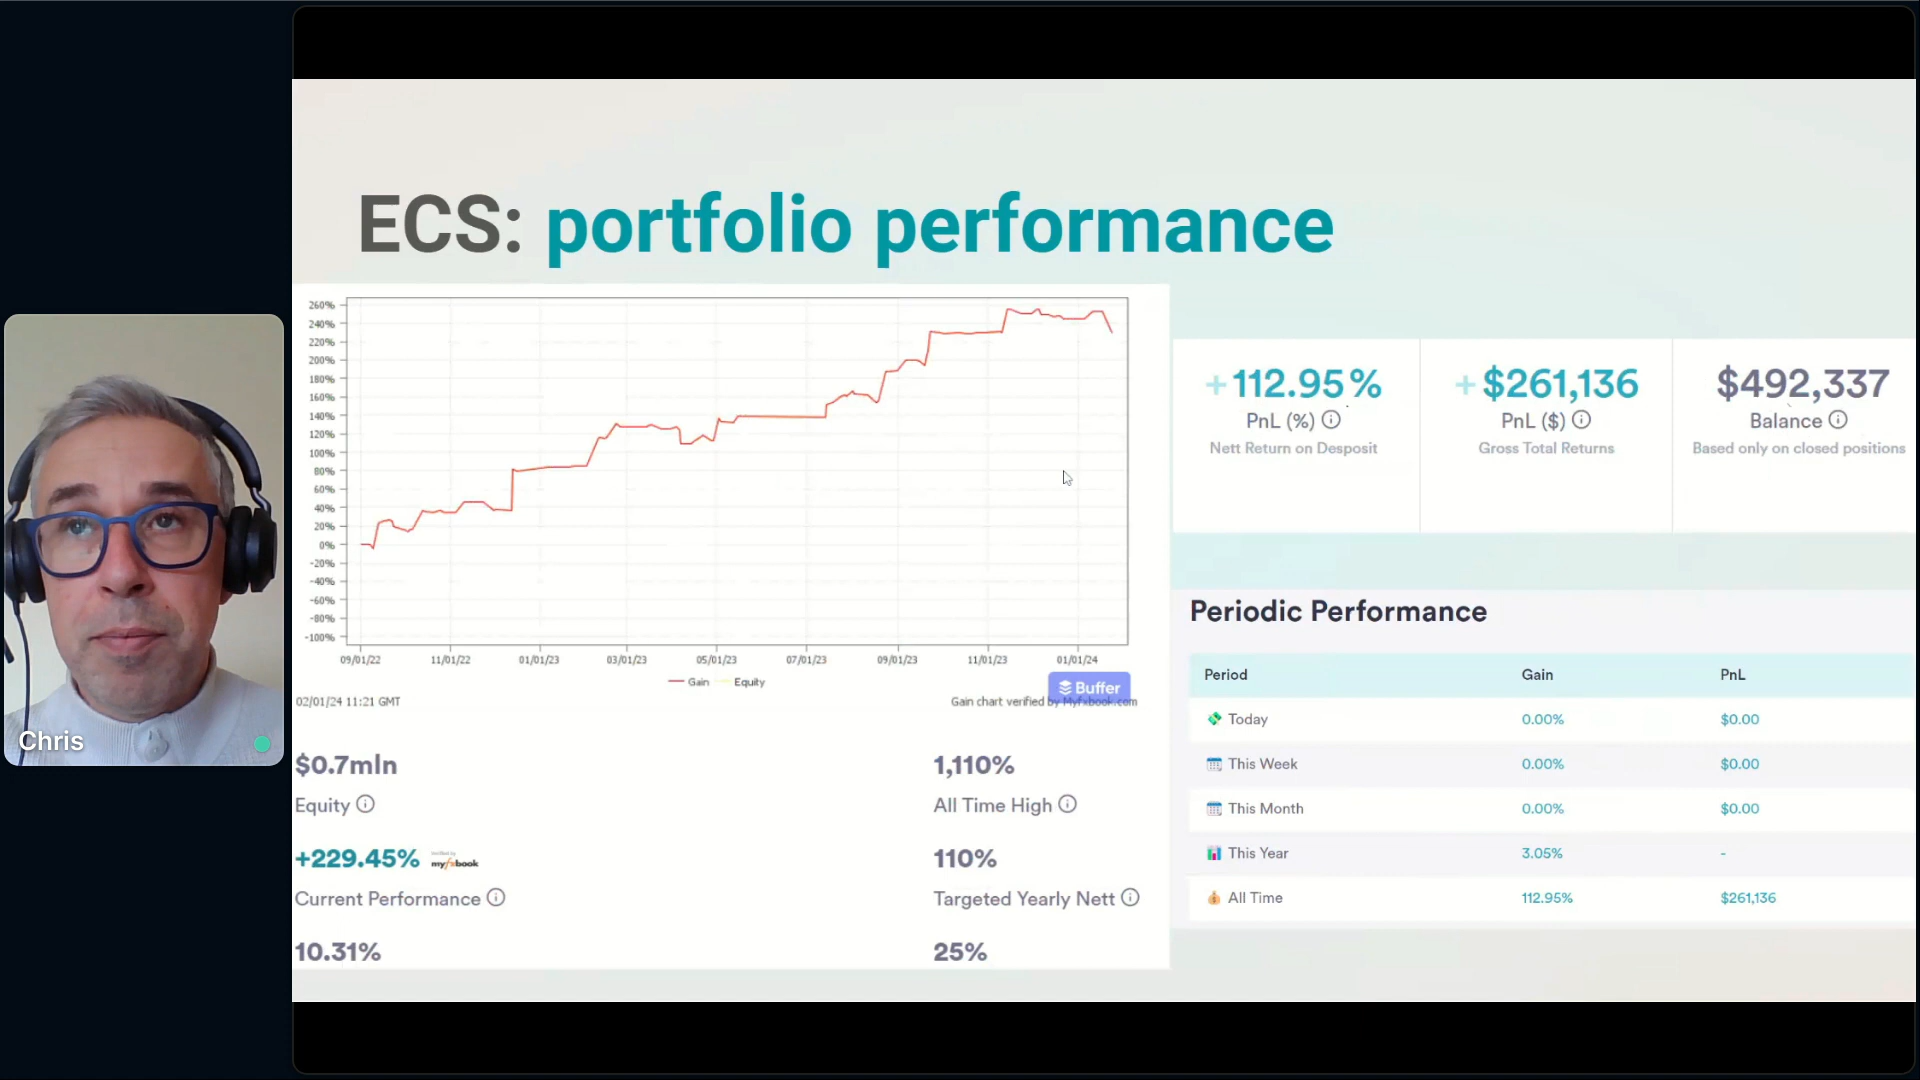 ECS: portfolio performance
260%
240%
220%
200%
180%
160%
140%
120%
100%
80%
60%
40%
20%
0%
-20%
-40%
-60%
-80%
-100%
09/01/22 11/01/22 01/01/23 03/01/23 05/01/23 07/01/23 09/01/23 11/01/23 01/01/24
Gain Equity
Buffer
02/01/24 11:21 GMT Gain chart verified by Myfxbook.com
$0.7mln
Equity
1,110%
All Time High
+229.45% myfxbook
Current Performance
110%
Targeted Yearly Nett
10.31%
25%
+112.95%
PnL (%)
Nett Return on Desposit
+$261,136
PnL ($)
Gross Total Returns
$492,337
Balance
Based only on closed positions
Periodic Performance
Period Gain PnL
Today 0.00% $0.00
This Week 0.00% $0.00
This Month 0.00% $0.00
This Year 3.05% -
All Time 112.95% $261,136
Chris